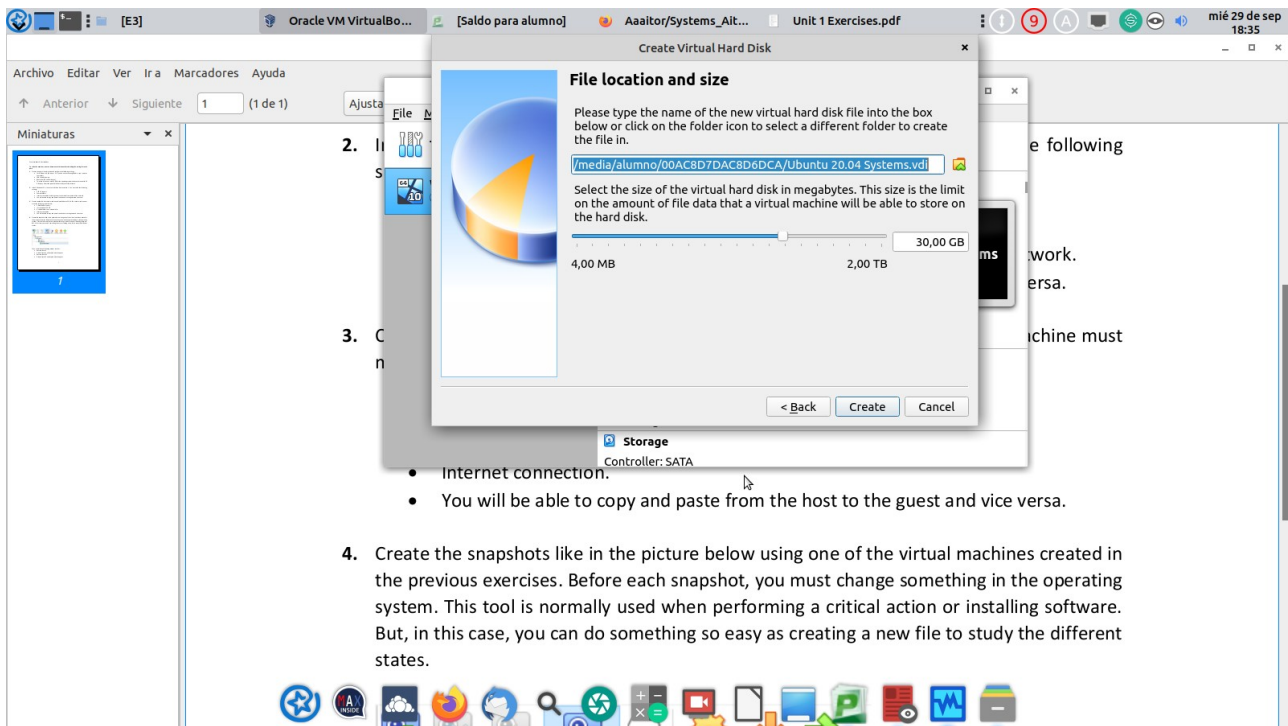 [E3]
Oracle VM VirtualBo...
[Saldo para alumno]
Aaaitor/Systems_Ait...
Unit 1 Exercises.pdf
9
A
mié 29 de sep
18:35
Create Virtual Hard Disk
Archivo Editar Ver Ir a Marcadores Ayuda
Anterior Siguiente 1 (1 de 1) Ajusta
Miniaturas
1
File
64
10
File location and size
Please type the name of the new virtual hard disk file into the box
below or click on the folder icon to select a different folder to create
the file in.
/media/alumno/00AC8D7DAC8D6DCA/Ubuntu 20.04 Systems.vdi
Select the size of the virtual hard disk in megabytes. This size is the limit
on the amount of file data that a virtual machine will be able to store on
the hard disk.
30,00 GB
4,00 MB 2,00 TB
< Back Create Cancel
Storage
Controller: SATA
2. e following
ms
work.
ersa.
3. chine must
• Internet connection.
• You will be able to copy and paste from the host to the guest and vice versa.
4. Create the snapshots like in the picture below using one of the virtual machines created in
the previous exercises. Before each snapshot, you must change something in the operating
system. This tool is normally used when performing a critical action or installing software.
But, in this case, you can do something so easy as creating a new file to study the different
states.
MAX
INSIDE